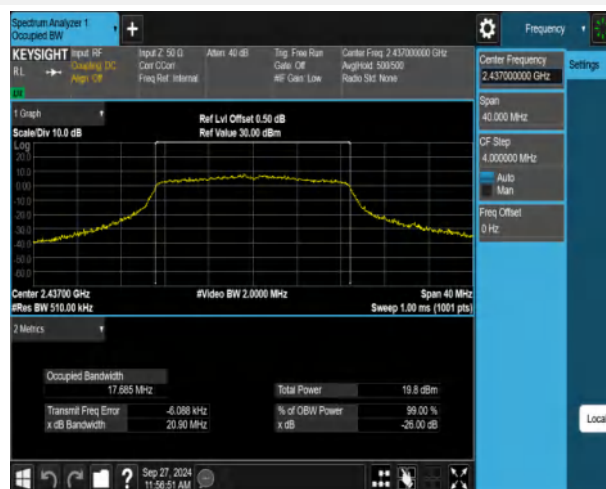 Spectrum Analyzer 1
Occupied BW
Frequency
KEYSIGHT
RL
Input: RF
Coupling: DC
Align: Off
Input Z: 50 Ω
Corr CCorr
Freq Ref: Internal
Atten: 40 dB
Trig: Free Run
Gate: Off
#IF Gain: Low
Center Freq: 2.437000000 GHz
Avg|Hold: 500/500
Radio Std: None
Center Frequency
2.437000000 GHz
Settings
Span
40.000 MHz
CF Step
4.000000 MHz
Auto
Man
Freq Offset
0 Hz
1 Graph
Scale/Div 10.0 dB
Ref Lvl Offset 0.50 dB
Ref Value 30.00 dBm
Log
20.0
10.0
0.00
-10.0
-20.0
-30.0
-40.0
-50.0
-60.0
Center 2.43700 GHz
#Res BW 510.00 kHz
#Video BW 2.0000 MHz
Span 40 MHz
Sweep 1.00 ms (1001 pts)
2 Metrics
Occupied Bandwidth
17.685 MHz
Total Power 19.8 dBm
Transmit Freq Error -6.088 kHz
% of OBW Power 99.00 %
x dB Bandwidth 20.90 MHz
x dB -26.00 dB
Local
?
Sep 27, 2024
11:56:51 AM